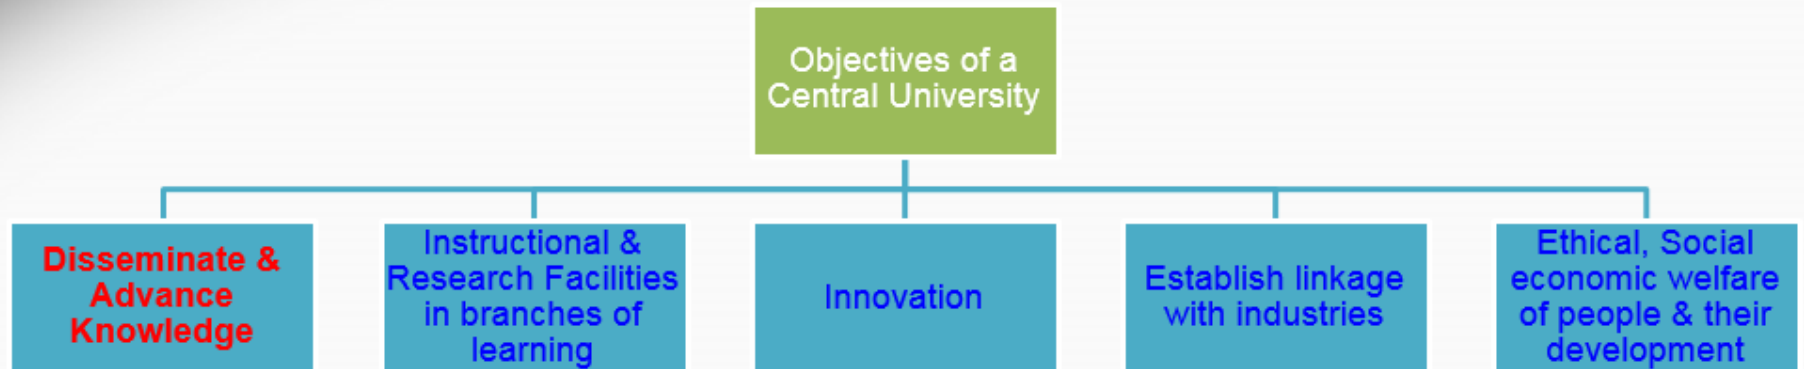 Objectives of a
Central University
Disseminate &
Advance
Knowledge
Instructional &
Research Facilities
in branches of
learning
Innovation
Establish linkage
with industries
Ethical, Social
economic welfare
of people & their
development